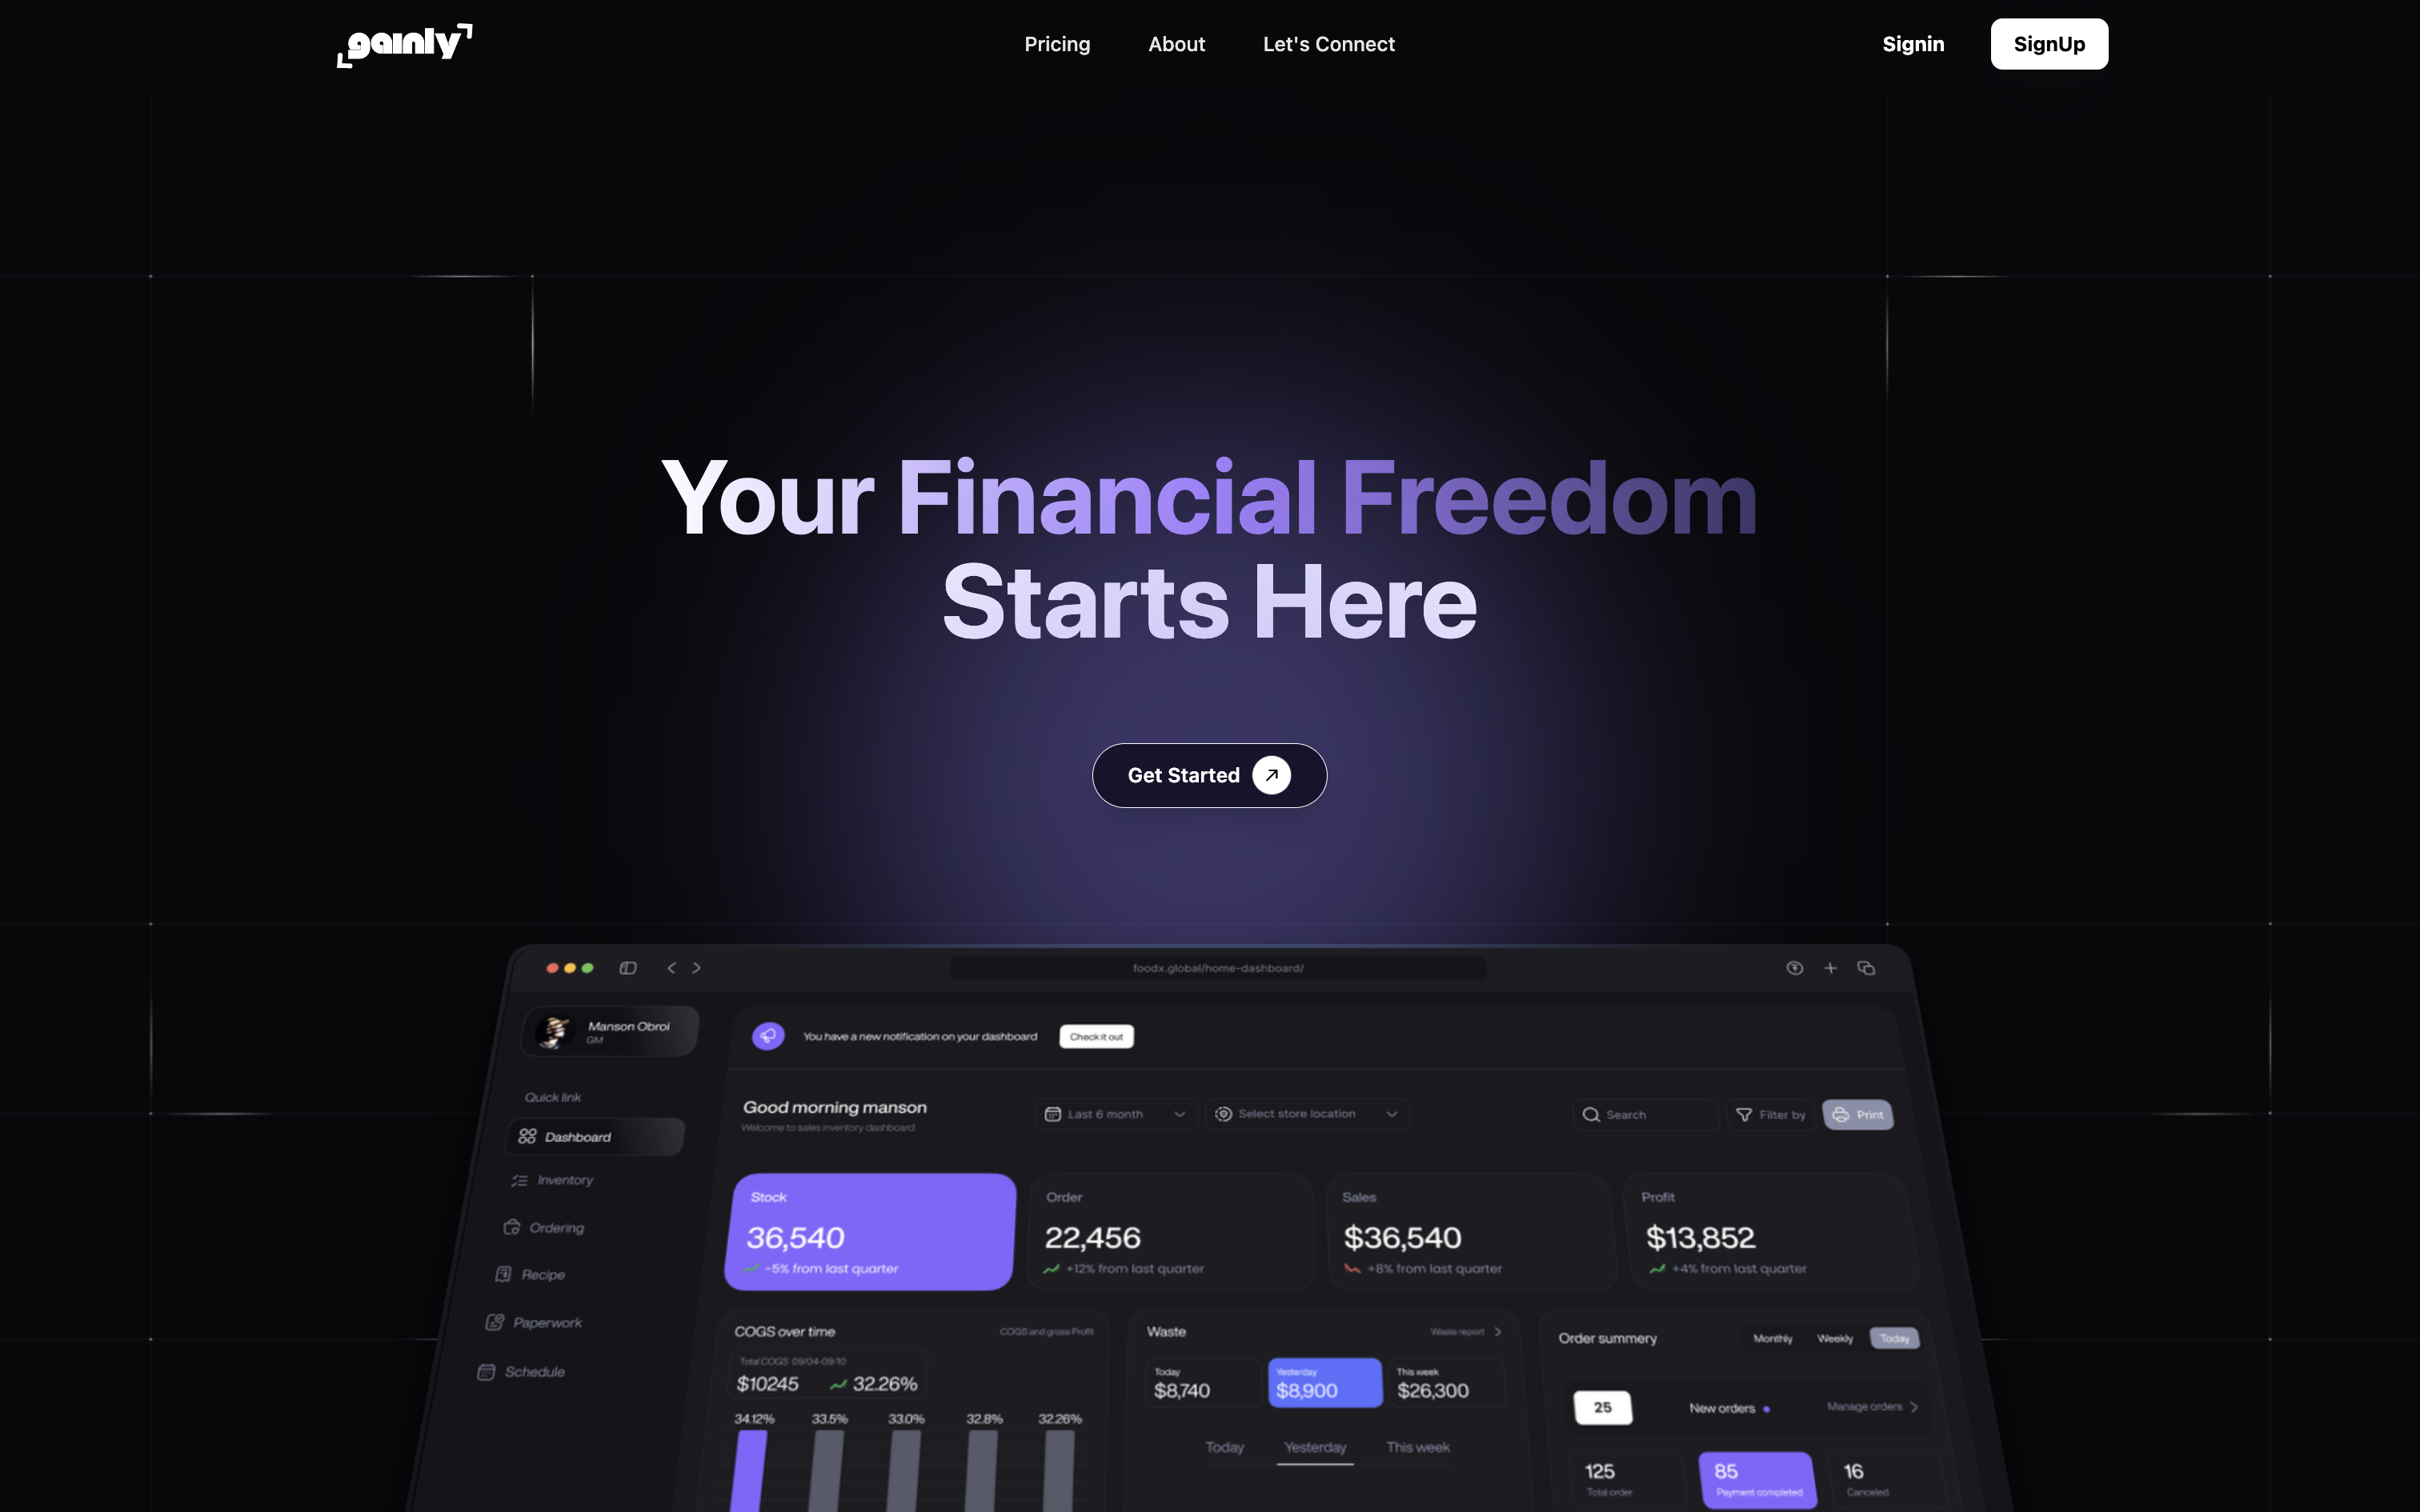 gainly
Pricing
About
Let's Connect
Signin
SignUp
Your Financial Freedom
Starts Here
Get Started
foodx.global/home-dashboard/
Manson Obroi
GM
You have a new notification on your dashboard
Check it out
Quick link
Dashboard
Inventory
Ordering
Recipe
Paperwork
Schedule
Good morning manson
Welcome to sales inventory dashboard
Last 6 month
Select store location
Search
Filter by
Print
Stock
36,540
-5% from last quarter
Order
22,456
+12% from last quarter
Sales
$36,540
+8% from last quarter
Profit
$13,852
+4% from last quarter
COGS over time
COGS and gross Profit
Total COGS 09/04-09/10
$10245
32.26%
34.12%
33.5%
33.0%
32.8%
32.26%
Waste
Waste report
Today
$8,740
Yesterday
$8,900
This week
$26,300
Today
Yesterday
This week
Order summery
Monthly
Weekly
Today
25
New orders
Manage orders
125
Total order
85
Payment completed
16
Canceled